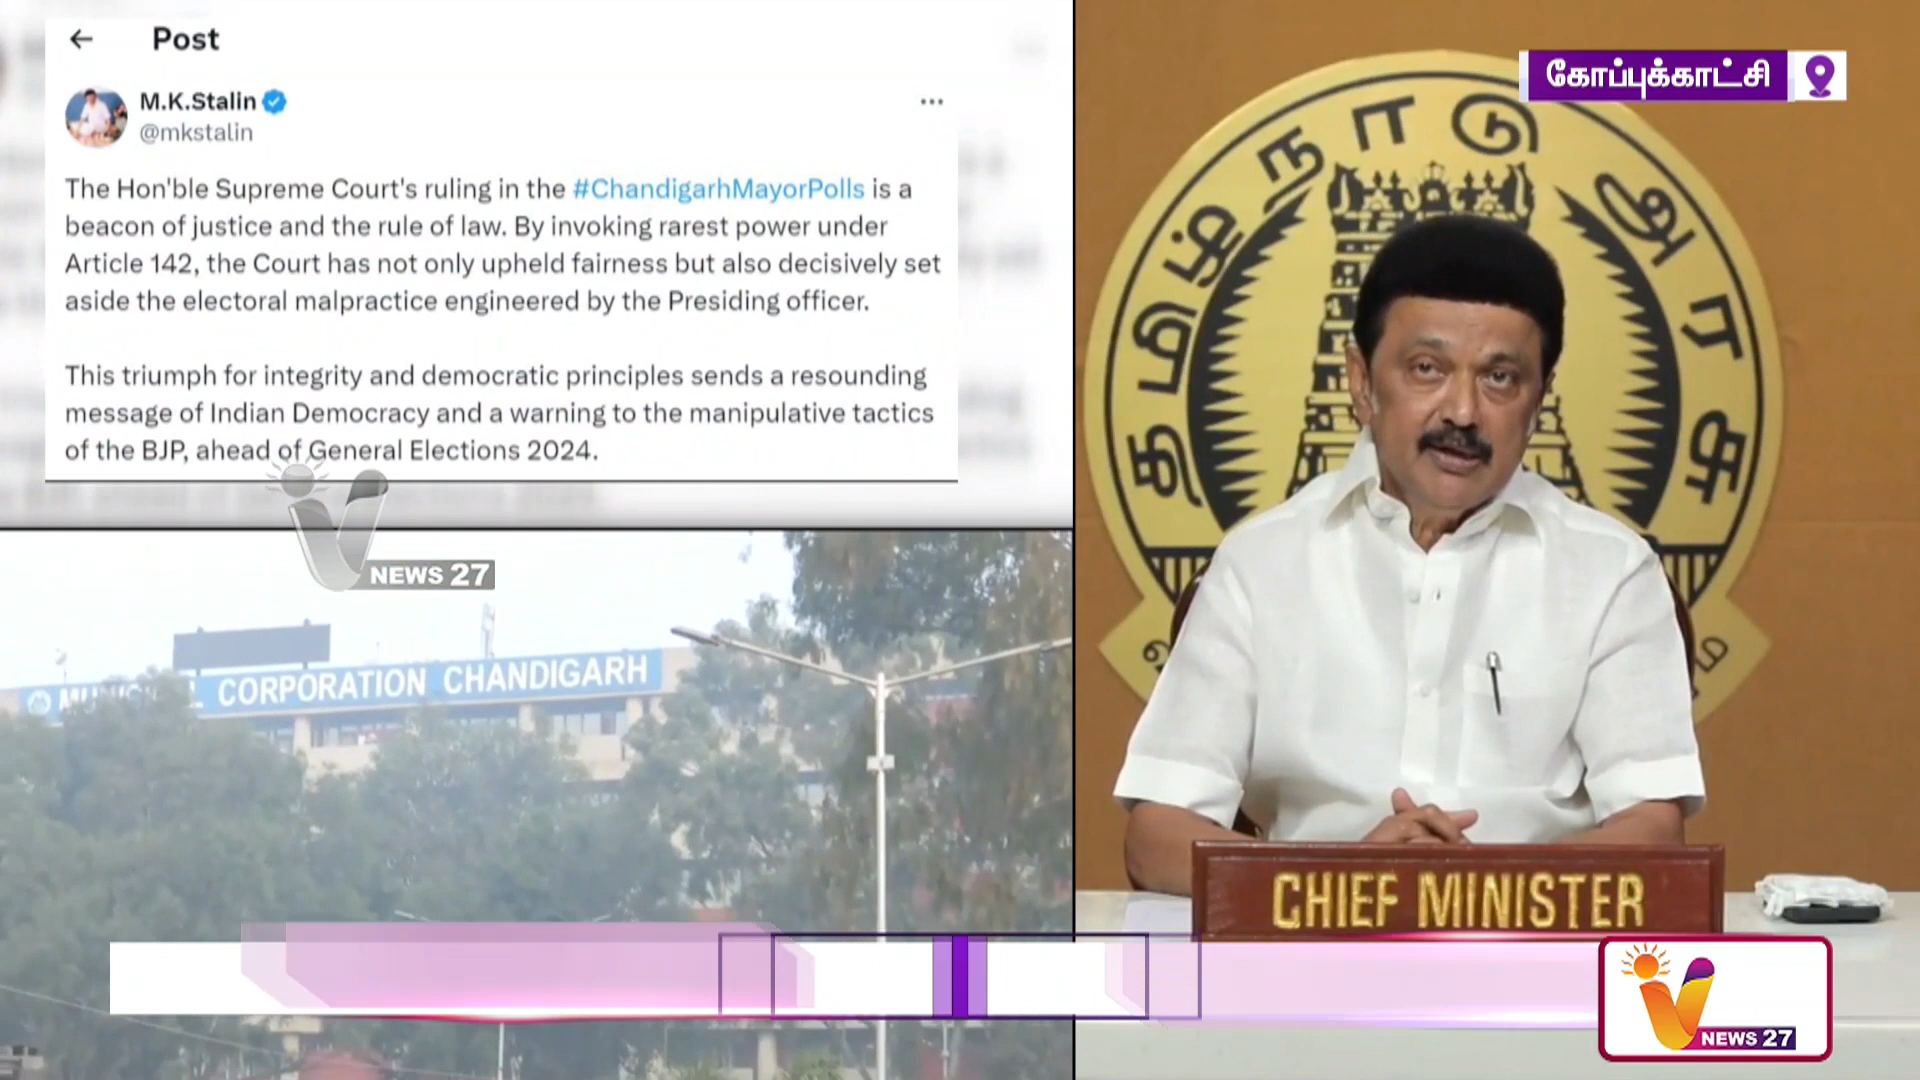 Post
M.K.Stalin
@mkstalin
The Hon'ble Supreme Court's ruling in the #ChandigarhMayorPolls is a
beacon of justice and the rule of law. By invoking rarest power under
Article 142, the Court has not only upheld fairness but also decisively set
aside the electoral malpractice engineered by the Presiding officer.
This triumph for integrity and democratic principles sends a resounding
message of Indian Democracy and a warning to the manipulative tactics
of the BJP, ahead of General Elections 2024.
NEWS 27
CORPORATION CHANDIGARH
கோப்புக்காட்சி
தமிழ்நாடு அரசு
CHIEF MINISTER
NEWS 27